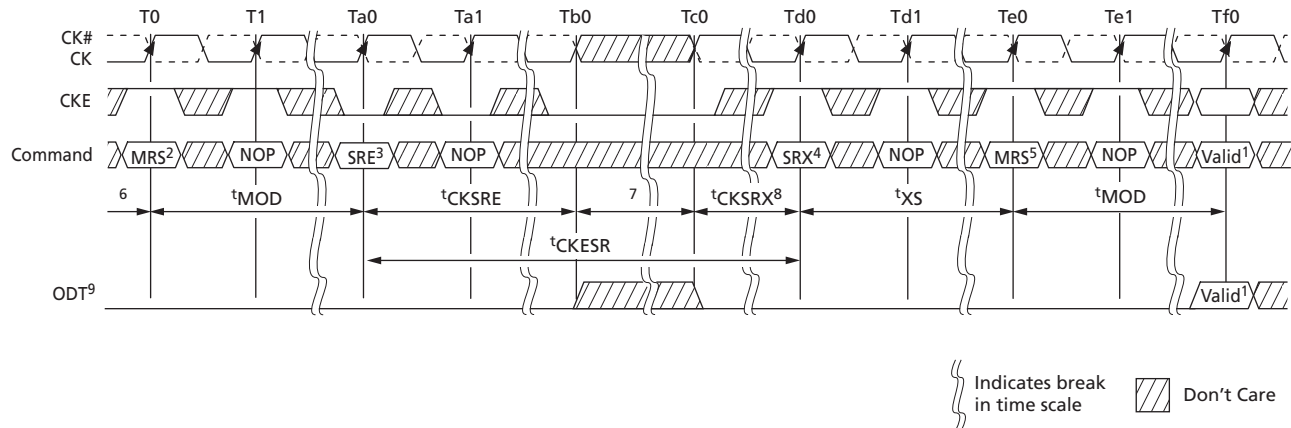 T0 T1 Ta0 Ta1 Tb0 Tc0 Td0 Td1 Te0 Te1 Tf0
CK#
CK
CKE
Command MRS2 NOP SRE3 NOP SRX4 NOP MRS5 NOP Valid1
6 tMOD tCKSRE 7 tCKSRX8 tXS tMOD
tCKESR
ODT9 Valid1
Indicates break
in time scale
Don't Care